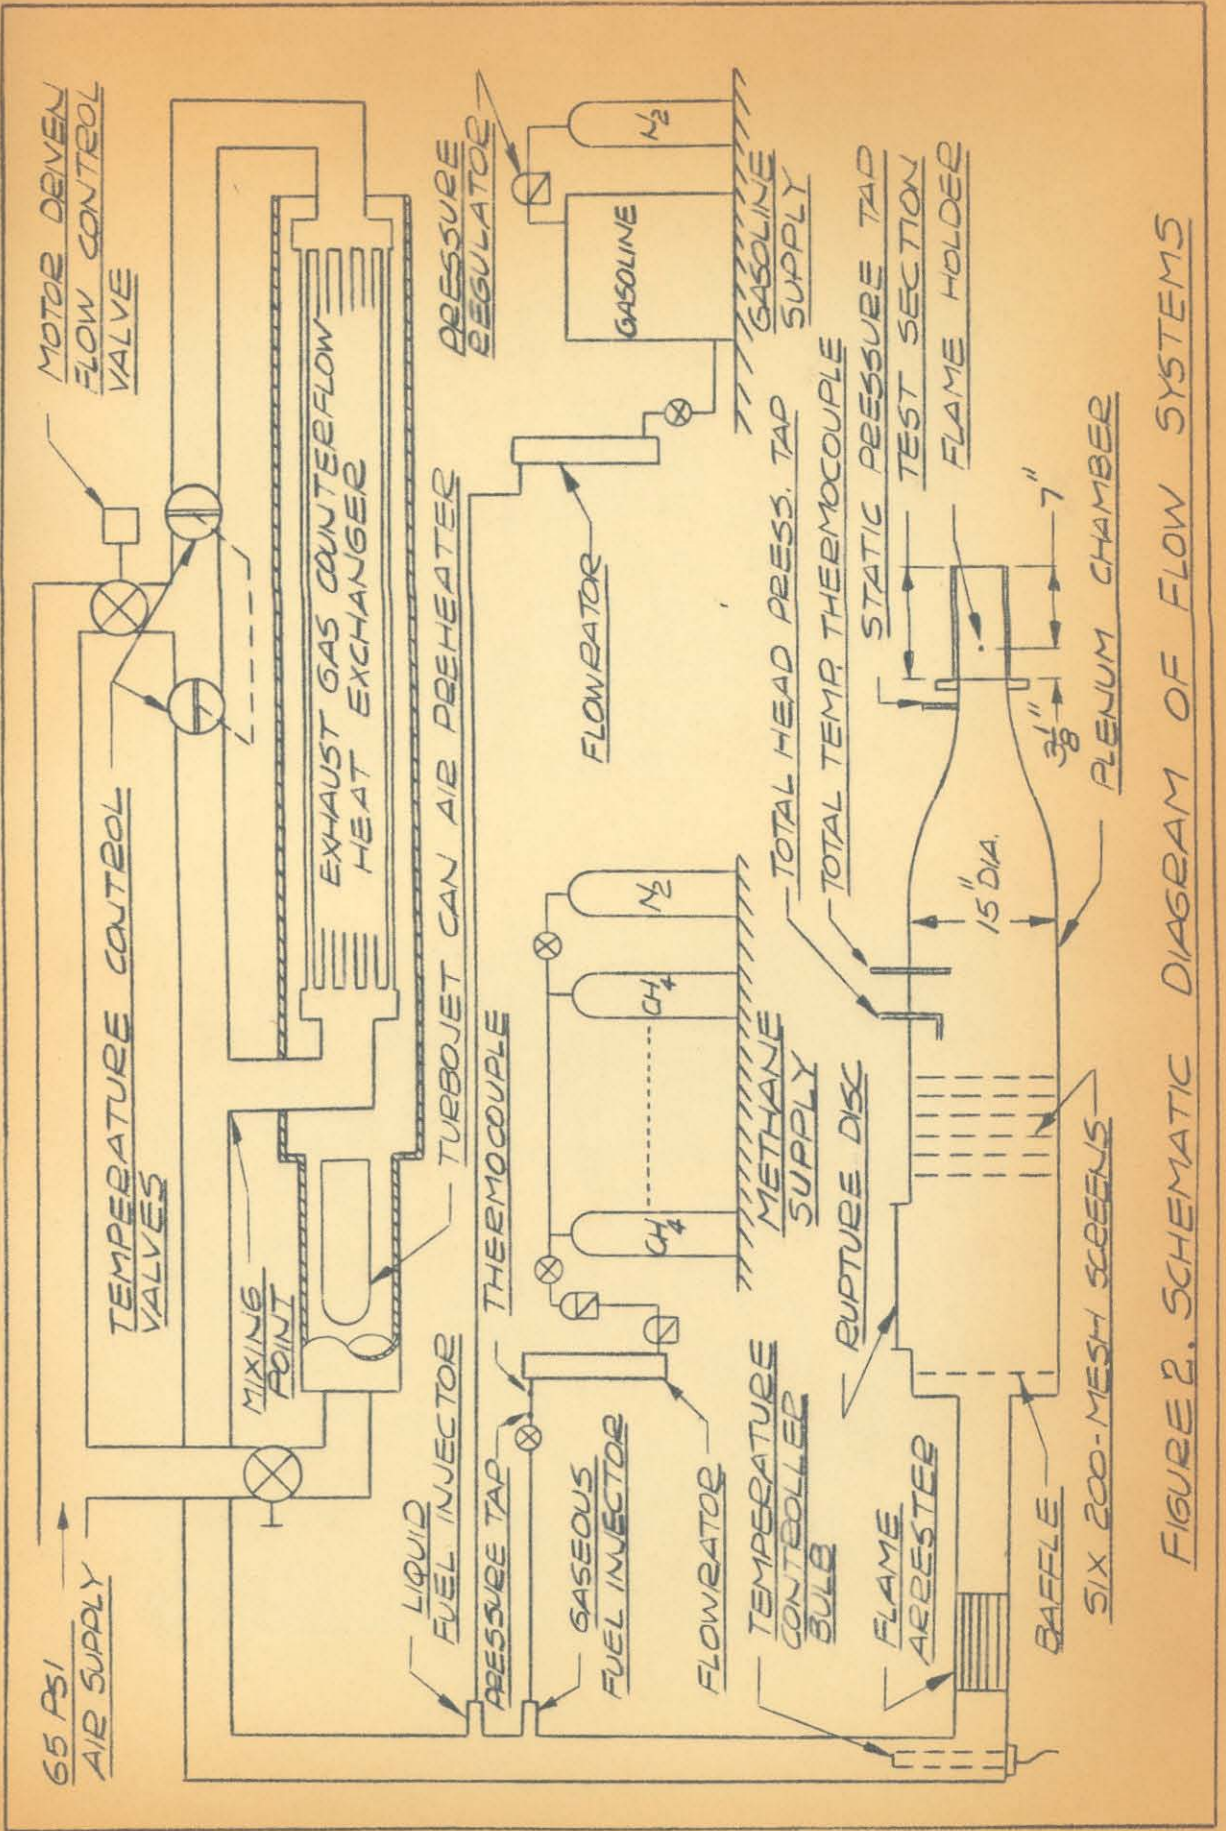 65 PSI
AIR SUPPLY
MOTOR DRIVEN
FLOW CONTROL
VALVE
TEMPERATURE CONTROL
VALVES
MIXING
POINT
EXHAUST GAS COUNTERFLOW
HEAT EXCHANGER
TURBOJET CAN AIR PREHEATER
LIQUID
FUEL INJECTOR
THERMOCOUPLE
PRESSURE TAP
GASEOUS
FUEL INJECTOR
FLOWRATOR
CH4
CH4
N2
METHANE
SUPPLY
FLOWRATOR
PRESSURE
REGULATOR
GASOLINE
N2
GASOLINE
SUPPLY
TEMPERATURE
CONTROLLER
BULB
FLAME
ARRESTER
RUPTURE DISC
TOTAL HEAD PRESS. TAP
TOTAL TEMP. THERMOCOUPLE
STATIC PRESSURE TAP
TEST SECTION
FLAME HOLDER
15" DIA.
3 1/8"
7"
BAFFLE
SIX 200-MESH SCREENS
PLENUM CHAMBER
FIGURE 2. SCHEMATIC DIAGRAM OF FLOW SYSTEMS